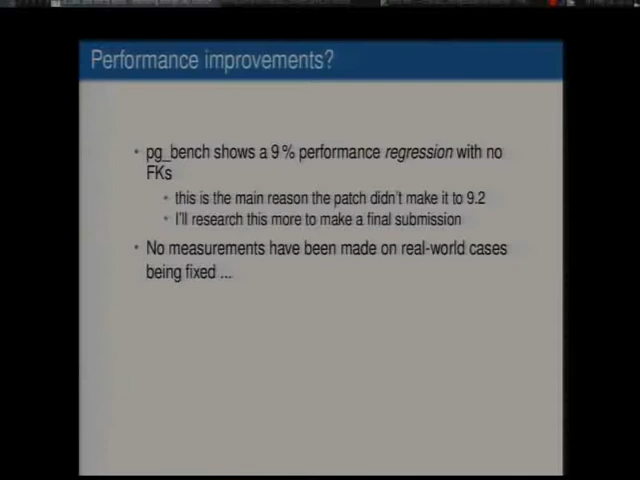 Performance improvements?
• pg_bench shows a 9 % performance regression with no
FKs
• this is the main reason the patch didn't make it to 9.2
• I'll research this more to make a final submission
• No measurements have been made on real-world cases
being fixed ...